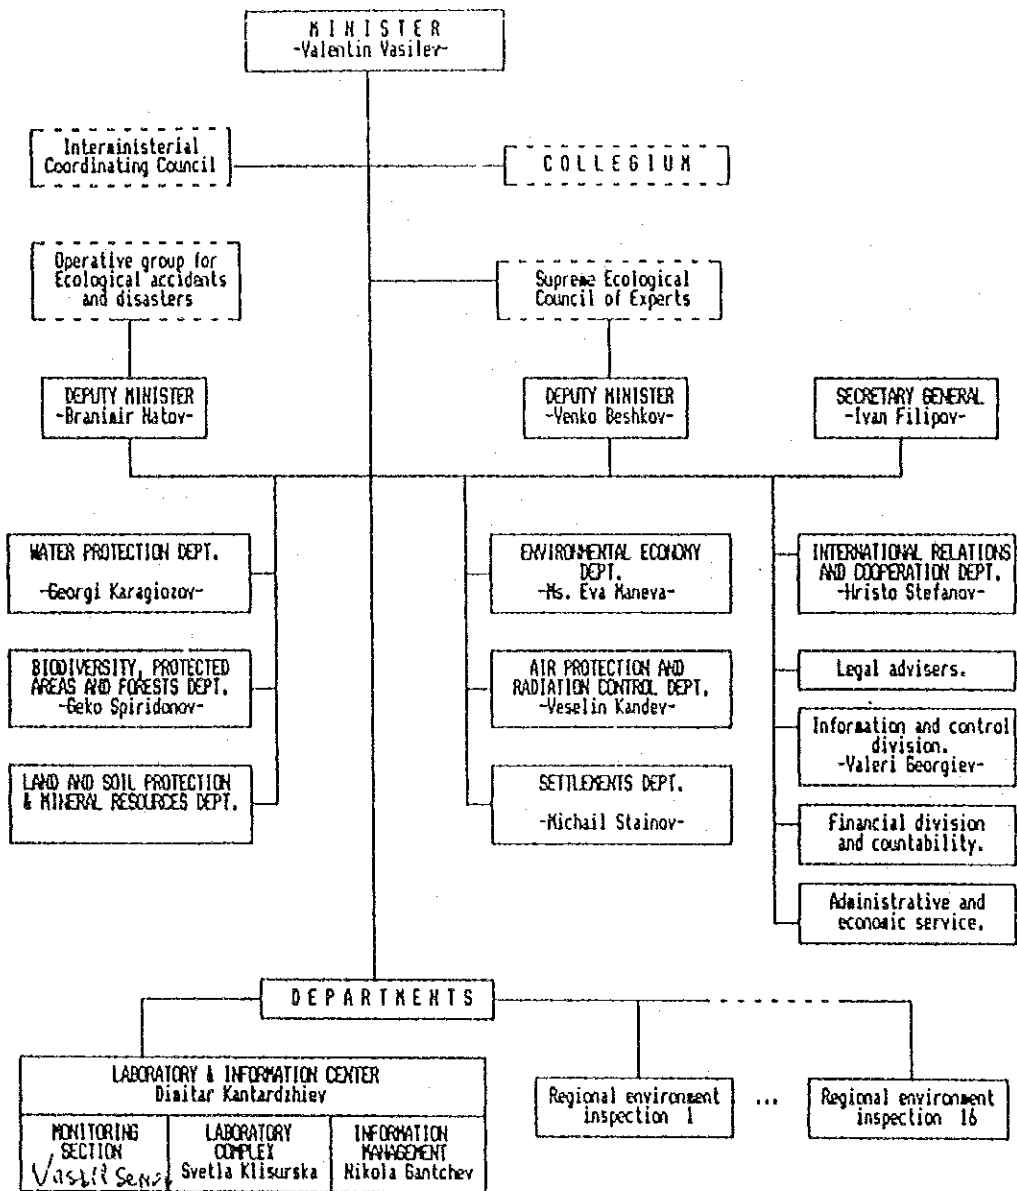 M I N I S T E R
-Valentin Vasilev-
Interministerial
Coordinating Council
C O L L E G I U M
Operative group for
Ecological accidents
and disasters
Supreme Ecological
Council of Experts
DEPUTY MINISTER
-Branimir Natov-
DEPUTY MINISTER
-Venko Beshkov-
SECRETARY GENERAL
-Ivan Filipov-
WATER PROTECTION DEPT.
-Georgi Karagiozov-
ENVIRONMENTAL ECONOMY
DEPT.
-Ms. Eva Maneva-
INTERNATIONAL RELATIONS
AND COOPERATION DEPT.
-Hristo Stefanov-
BIODIVERSITY, PROTECTED
AREAS AND FORESTS DEPT.
-Geko Spiridonov-
AIR PROTECTION AND
RADIATION CONTROL DEPT.
-Veselin Kandev-
Legal advisers.
Information and control
division.
-Valeri Georgiev-
LAND AND SOIL PROTECTION
& MINERAL RESOURCES DEPT.
SETTLEMENTS DEPT.
-Michail Stainov-
Financial division
and countability.
Administrative and
economic service.
D E P A R T M E N T S
LABORATORY & INFORMATION CENTER
Dimitar Kantardzhiev
MONITORING
SECTION
Vassil
LABORATORY
COMPLEX
Svetla Klisurska
INFORMATION
MANAGEMENT
Nikola Gantchev
Regional environment
inspection 1
...
Regional environment
inspection 16